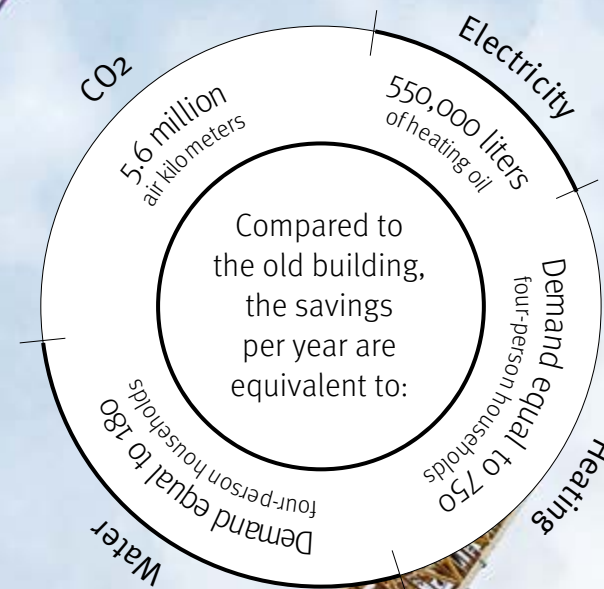 CO2
5.6 million
air kilometers
Electricity
550,000 liters
of heating oil
Heating
Demand equal to 750
four-person households
Water
Demand equal to 180
four-person households
Compared to
the old building,
the savings
per year are
equivalent to: